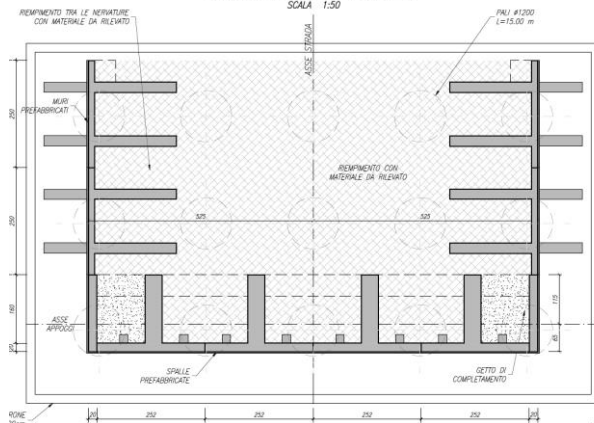 SCALA 1:50
RIEMPIMENTO TRA LE NERVATURE
CON MATERIALE DA RILEVATO
ASSE STRADA
PALI ø1200
L=15.00 m
MURI
PREFABBRICATI
250
RIEMPIMENTO CON
MATERIALE DA RILEVATO
250
525
525
160
115
ASSE
APPOGGI
65
20
SPALLE
PREFABBRICATE
GETTO DI
COMPLETAMENTO
20
252
252
252
252
20